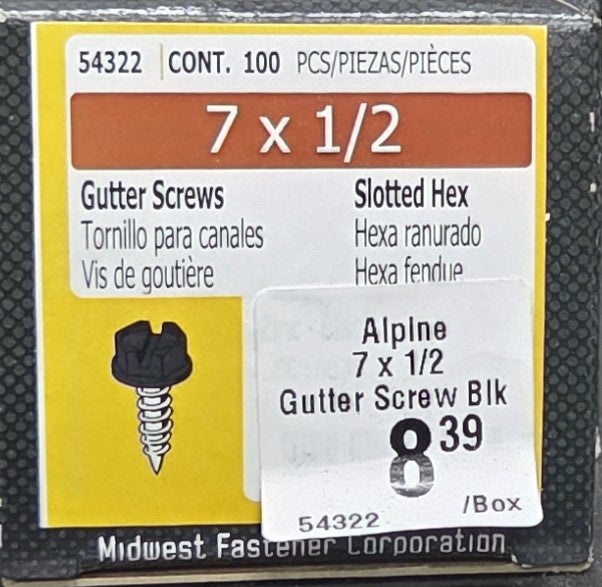 54322 CONT. 100 PCS/PIEZAS/PIÈCES
7 x 1/2
Gutter Screws Slotted Hex
Tornillo para canales Hexa ranurado
Vis de goutière Hexa fendue
Alpine
7 x 1/2
Gutter Screw Blk
8 39
/Box
54322
Midwest Fastener Corporation